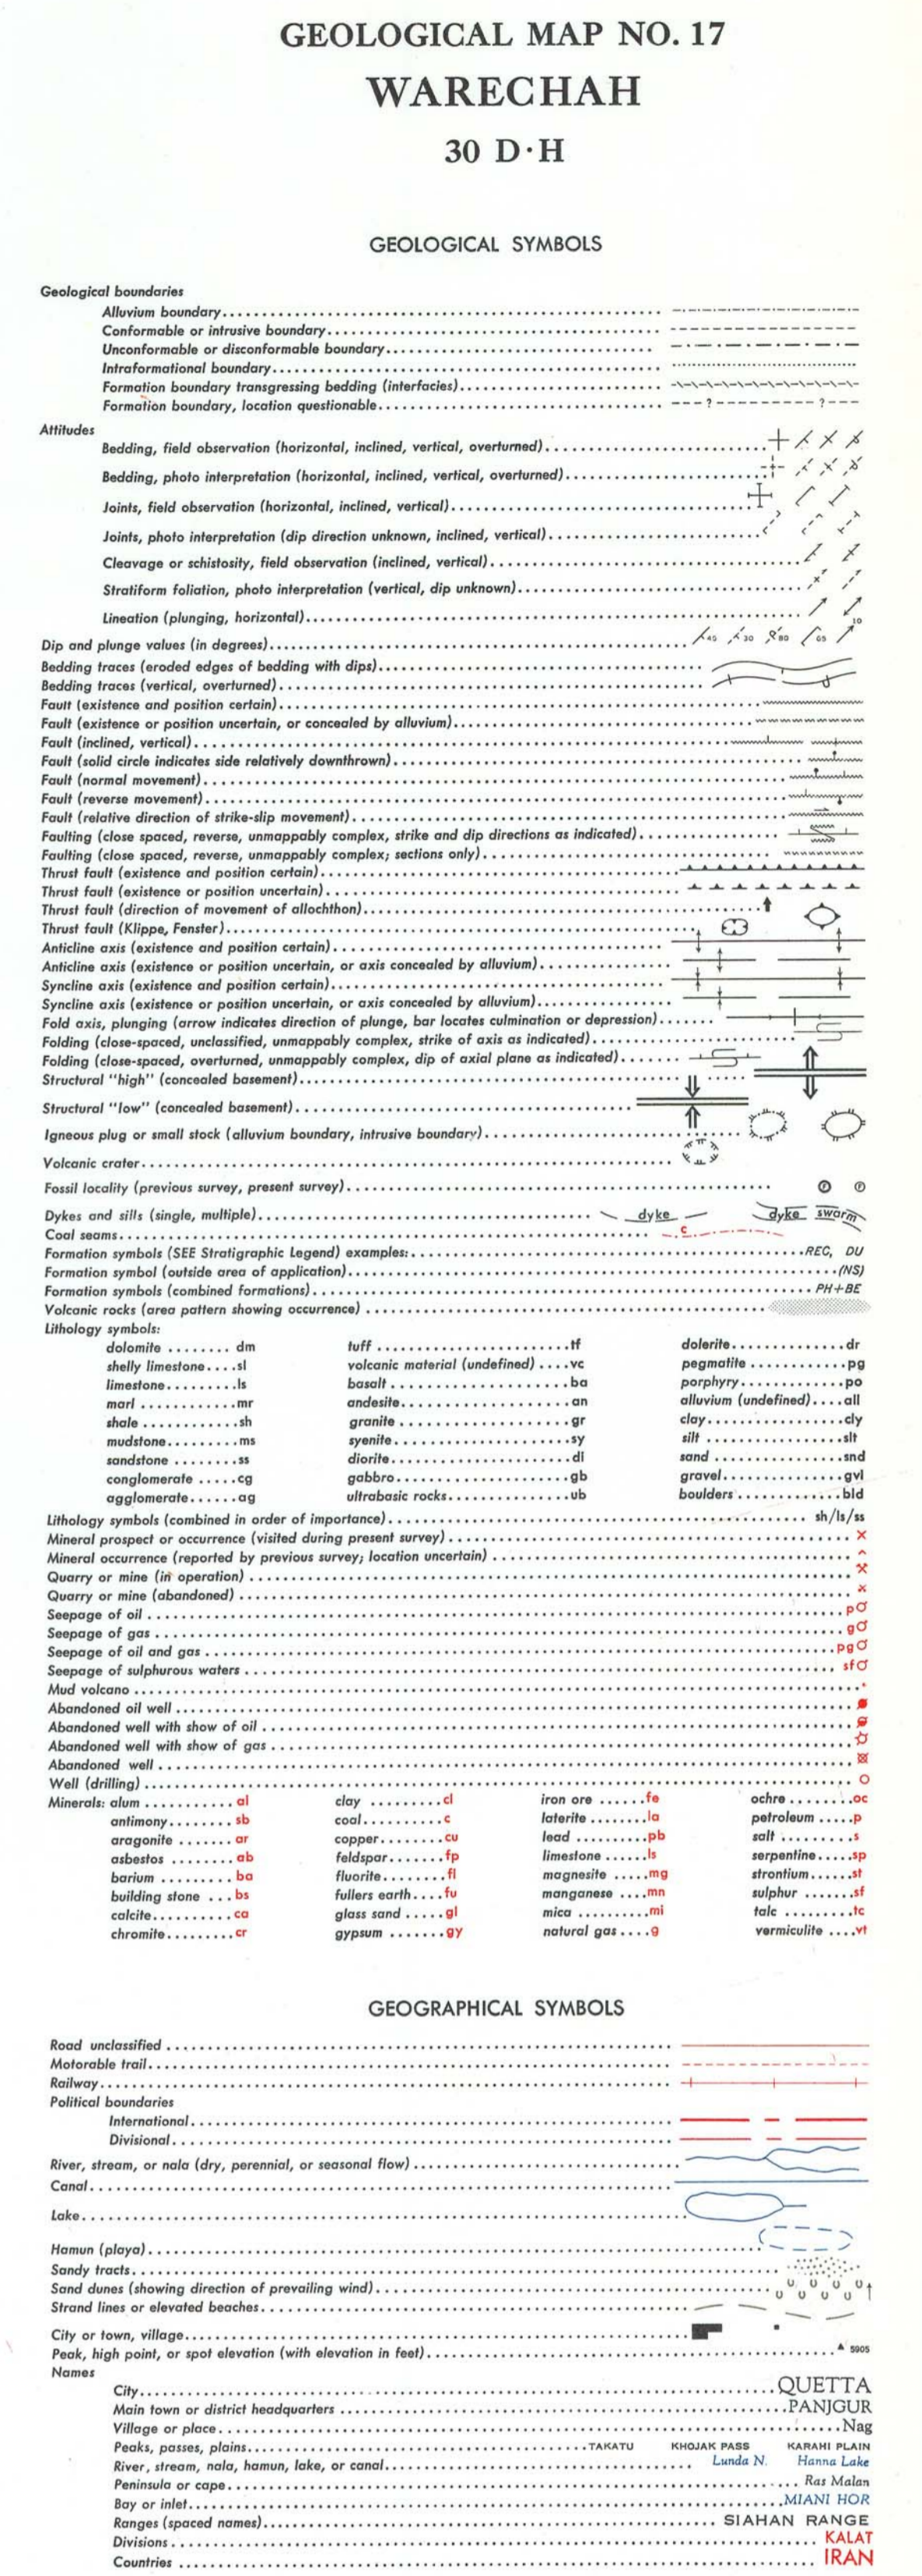 GEOLOGICAL MAP NO. 17
WARECHAH
30 D·H
GEOLOGICAL SYMBOLS
Geological boundaries
Alluvium boundary
Conformable or intrusive boundary
Unconformable or disconformable boundary
Intraformational boundary
Formation boundary transgressing bedding (interfacies)
Formation boundary, location questionable ? ?
Attitudes
Bedding, field observation (horizontal, inclined, vertical, overturned)
Bedding, photo interpretation (horizontal, inclined, vertical, overturned)
Joints, field observation (horizontal, inclined, vertical)
Joints, photo interpretation (dip direction unknown, inclined, vertical)
Cleavage or schistosity, field observation (inclined, vertical)
Stratiform foliation, photo interpretation (vertical, dip unknown)
Lineation (plunging, horizontal)
Dip and plunge values (in degrees) 45 30 80 65 10
Bedding traces (eroded edges of bedding with dips)
Bedding traces (vertical, overturned)
Fault (existence and position certain)
Fault (existence or position uncertain, or concealed by alluvium)
Fault (inclined, vertical)
Fault (solid circle indicates side relatively downthrown)
Fault (normal movement)
Fault (reverse movement)
Fault (relative direction of strike-slip movement)
Faulting (close spaced, reverse, unmappably complex, strike and dip directions as indicated)
Faulting (close spaced, reverse, unmappably complex; sections only)
Thrust fault (existence and position certain)
Thrust fault (existence or position uncertain)
Thrust fault (direction of movement of allochthon)
Thrust fault (Klippe, Fenster)
Anticline axis (existence and position certain)
Anticline axis (existence or position uncertain, or axis concealed by alluvium)
Syncline axis (existence and position certain)
Syncline axis (existence or position uncertain, or axis concealed by alluvium)
Fold axis, plunging (arrow indicates direction of plunge, bar locates culmination or depression)
Folding (close-spaced, unclassified, unmappably complex, strike of axis as indicated)
Folding (close-spaced, overturned, unmappably complex, dip of axial plane as indicated)
Structural "high" (concealed basement)
Structural "low" (concealed basement)
Igneous plug or small stock (alluvium boundary, intrusive boundary)
Volcanic crater
Fossil locality (previous survey, present survey) F F
Dykes and sills (single, multiple) dyke dyke swarm
Coal seams c
Formation symbols (SEE Stratigraphic Legend) examples: REC, DU
Formation symbol (outside area of application) (NS)
Formation symbols (combined formations) PH+BE
Volcanic rocks (area pattern showing occurrence)
Lithology symbols:
dolomite dm tuff tf dolerite dr
shelly limestone sl volcanic material (undefined) vc pegmatite pg
limestone ls basalt ba porphyry po
marl mr andesite an alluvium (undefined) all
shale sh granite gr clay cly
mudstone ms syenite sy silt slt
sandstone ss diorite di sand snd
conglomerate cg gabbro gb gravel gvl
agglomerate ag ultrabasic rocks ub boulders bld
Lithology symbols (combined in order of importance) sh/ls/ss
Mineral prospect or occurrence (visited during present survey)
Mineral occurrence (reported by previous survey; location uncertain)
Quarry or mine (in operation)
Quarry or mine (abandoned)
Seepage of oil p
Seepage of gas g
Seepage of oil and gas pg
Seepage of sulphurous waters sf
Mud volcano
Abandoned oil well
Abandoned well with show of oil
Abandoned well with show of gas
Abandoned well
Well (drilling)
Minerals: alum al clay cl iron ore fe ochre oc
antimony sb coal c laterite la petroleum p
aragonite ar copper cu lead pb salt s
asbestos ab feldspar fp limestone ls serpentine sp
barium ba fluorite fl magnesite mg strontium st
building stone bs fullers earth fu manganese mn sulphur sf
calcite ca glass sand gl mica mi talc tc
chromite cr gypsum gy natural gas g vermiculite vt
GEOGRAPHICAL SYMBOLS
Road unclassified
Motorable trail
Railway
Political boundaries
International
Divisional
River, stream, or nala (dry, perennial, or seasonal flow)
Canal
Lake
Hamun (playa)
Sandy tracts
Sand dunes (showing direction of prevailing wind)
Strand lines or elevated beaches
City or town, village
Peak, high point, or spot elevation (with elevation in feet) 5905
Names
City QUETTA
Main town or district headquarters PANJGUR
Village or place Nag
Peaks, passes, plains TAKATU KHOJAK PASS KARAHI PLAIN
River, stream, nala, hamun, lake, or canal Lunda N. Hanna Lake
Peninsula or cape Ras Malan
Bay or inlet MIANI HOR
Ranges (spaced names) SIAHAN RANGE
Divisions KALAT
Countries IRAN